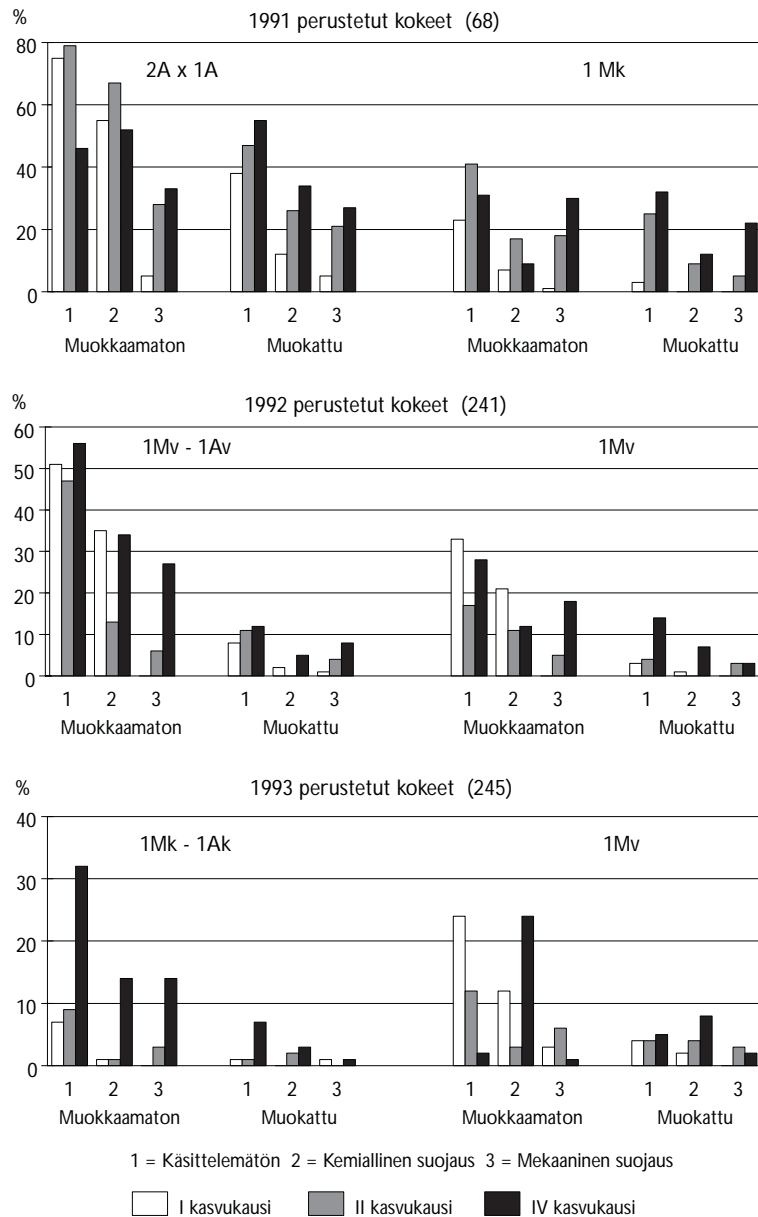 % 1991 perustetut kokeet (68)
80
2A x 1A 1 Mk
60
40
20
0
1 2 3 1 2 3 1 2 3 1 2 3
Muokkaamaton Muokattu Muokkaamaton Muokattu
% 1992 perustetut kokeet (241)
60
1Mv - 1Av 1Mv
50
40
30
20
10
0
1 2 3 1 2 3 1 2 3 1 2 3
Muokkaamaton Muokattu Muokkaamaton Muokattu
% 1993 perustetut kokeet (245)
40
1Mk - 1Ak 1Mv
30
20
10
0
1 2 3 1 2 3 1 2 3 1 2 3
Muokkaamaton Muokattu Muokkaamaton Muokattu
1 = Käsittelemätön 2 = Kemiallinen suojaus 3 = Mekaaninen suojaus
I kasvukausi II kasvukausi IV kasvukausi